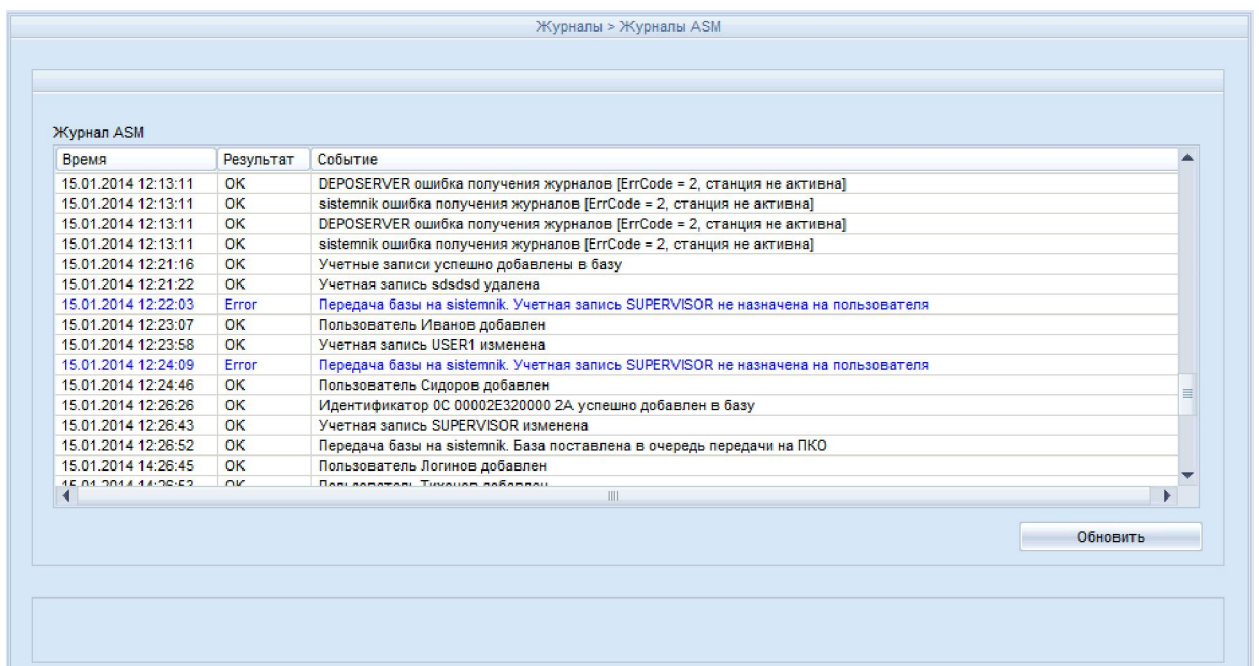 Журналы > Журналы ASM
Журнал ASM
Время Результат Событие
15.01.2014 12:13:11 OK DEPOSERVER ошибка получения журналов [ErrCode = 2, станция не активна]
15.01.2014 12:13:11 OK sistemnik ошибка получения журналов [ErrCode = 2, станция не активна]
15.01.2014 12:13:11 OK DEPOSERVER ошибка получения журналов [ErrCode = 2, станция не активна]
15.01.2014 12:13:11 OK sistemnik ошибка получения журналов [ErrCode = 2, станция не активна]
15.01.2014 12:21:16 OK Учетные записи успешно добавлены в базу
15.01.2014 12:21:22 OK Учетная запись sdsdsd удалена
15.01.2014 12:22:03 Error Передача базы на sistemnik. Учетная запись SUPERVISOR не назначена на пользователя
15.01.2014 12:23:07 OK Пользователь Иванов добавлен
15.01.2014 12:23:58 OK Учетная запись USER1 изменена
15.01.2014 12:24:09 Error Передача базы на sistemnik. Учетная запись SUPERVISOR не назначена на пользователя
15.01.2014 12:24:46 OK Пользователь Сидоров добавлен
15.01.2014 12:26:26 OK Идентификатор 0C 00002E320000 2A успешно добавлен в базу
15.01.2014 12:26:43 OK Учетная запись SUPERVISOR изменена
15.01.2014 12:26:52 OK Передача базы на sistemnik. База поставлена в очередь передачи на ПКО
15.01.2014 14:26:45 OK Пользователь Логинов добавлен
15.01.2014 14:26:53 OK Пользователь Тихонов добавлен
Обновить